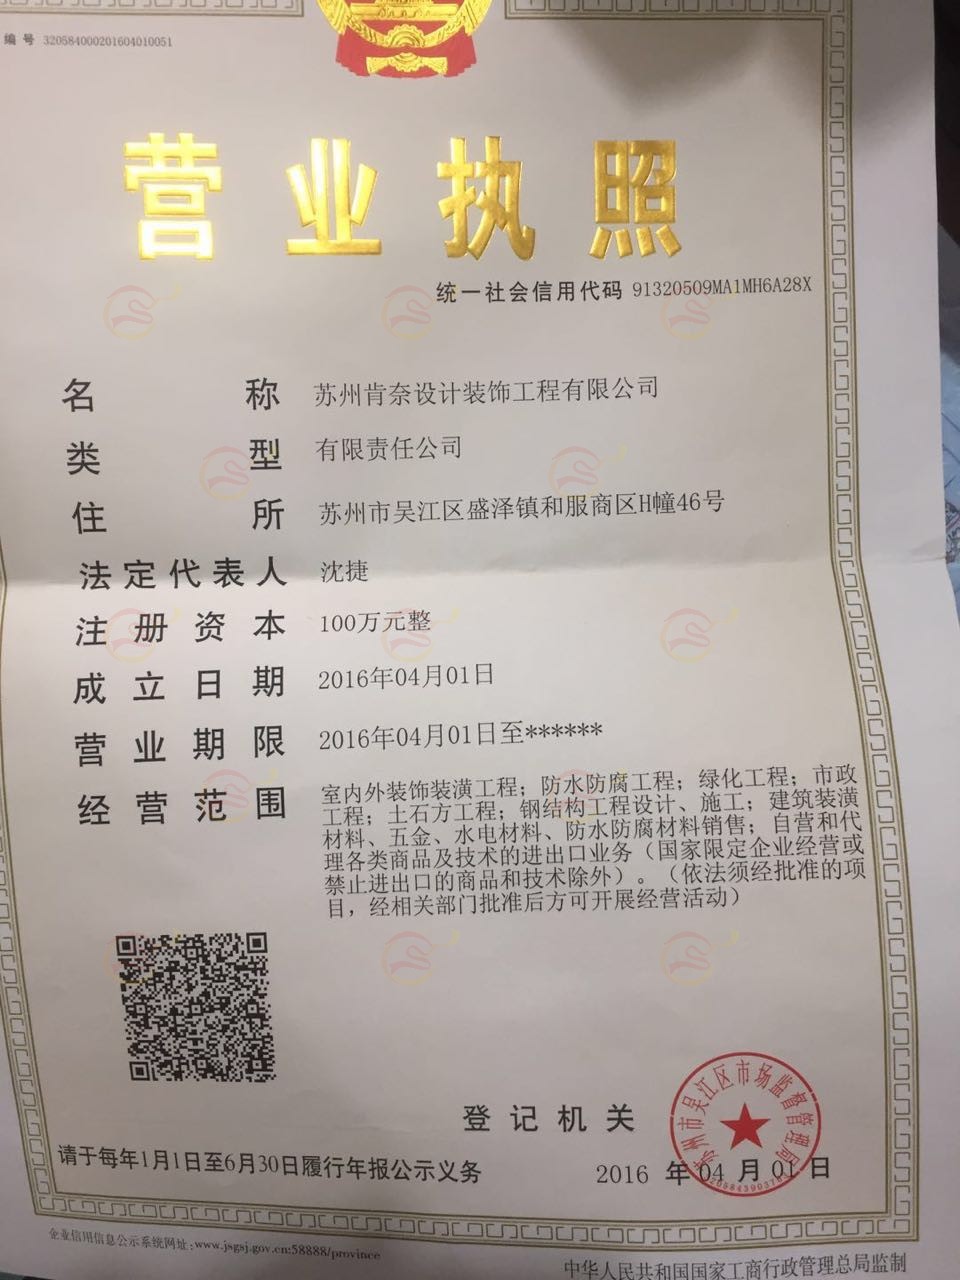 编号 320584000201604010051
营业执照
统一社会信用代码 91320509MA1MH6A28X
名称 苏州肯奈设计装饰工程有限公司
类型 有限责任公司
住所 苏州市吴江区盛泽镇和服商区H幢46号
法定代表人 沈捷
注册资本 100万元整
成立日期 2016年04月01日
营业期限 2016年04月01日至******
经营范围 室内外装饰装潢工程；防水防腐工程；绿化工程；市政
工程；土石方工程；钢结构工程设计、施工；建筑装潢
材料、五金、水电材料、防水防腐材料销售；自营和代
理各类商品及技术的进出口业务（国家限定企业经营或
禁止进出口的商品和技术除外）。（依法须经批准的项
目，经相关部门批准后方可开展经营活动）
登记机关
苏州市吴江区市场监督管理局
请于每年1月1日至6月30日履行年报公示义务
2016 年 04 月 01 日
企业信用信息公示系统网址：www.jsgsj.gov.cn:58888/province
中华人民共和国国家工商行政管理总局监制